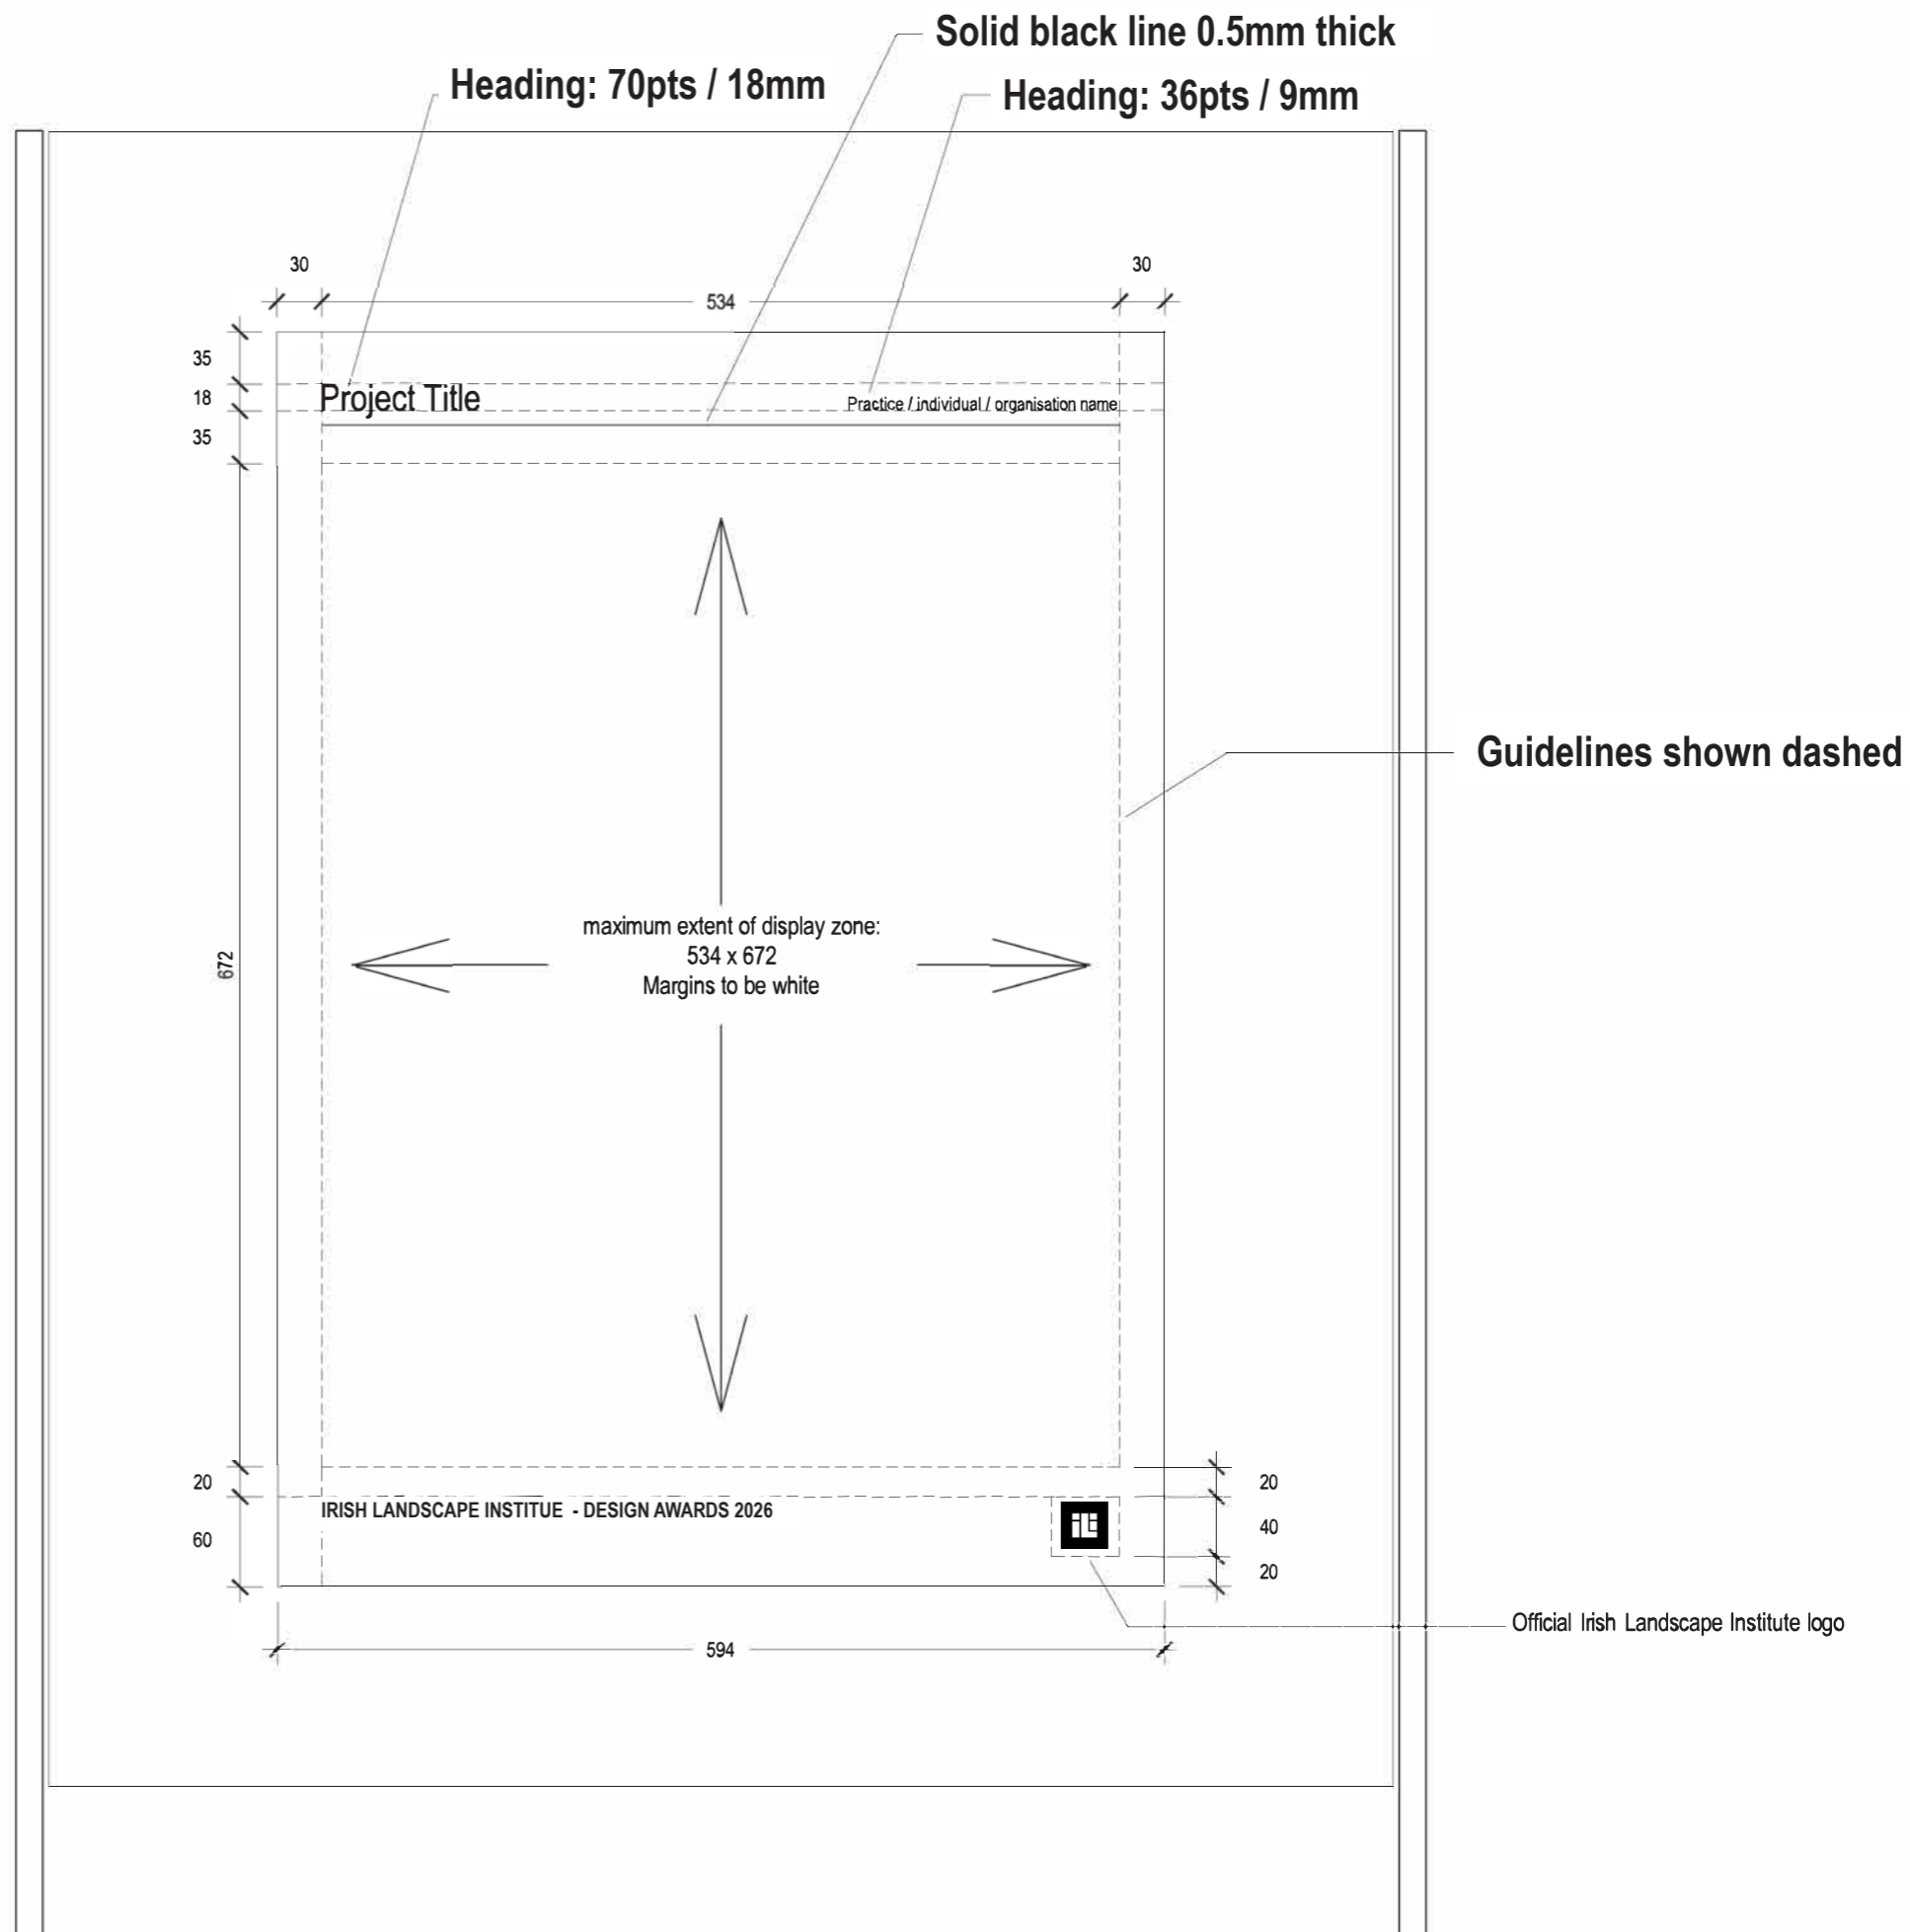 Solid black line 0.5mm thick
Heading: 70pts / 18mm
Heading: 36pts / 9mm
30
30
534
35
18
35
Project Title
Practice / individual / organisation name
Guidelines shown dashed
maximum extent of display zone:
534 x 672
Margins to be white
672
20
60
IRISH LANDSCAPE INSTITUE - DESIGN AWARDS 2026
ili
20
40
20
Official Irish Landscape Institute logo
594